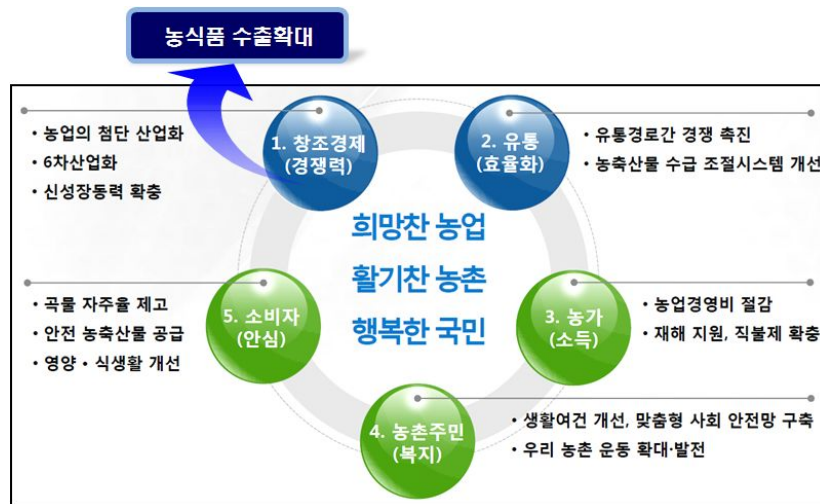 농식품 수출확대
1. 창조경제
(경쟁력)
• 농업의 첨단 산업화
• 6차산업화
• 신성장동력 확충
2. 유통
(효율화)
• 유통경로간 경쟁 촉진
• 농축산물 수급 조절시스템 개선
희망찬 농업
활기찬 농촌
행복한 국민
3. 농가
(소득)
• 농업경영비 절감
• 재해 지원, 직불제 확충
4. 농촌주민
(복지)
• 생활여건 개선, 맞춤형 사회 안전망 구축
• 우리 농촌 운동 확대·발전
5. 소비자
(안심)
• 곡물 자주율 제고
• 안전 농축산물 공급
• 영양 • 식생활 개선